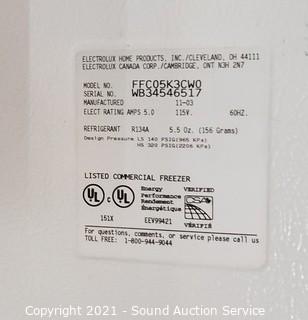 ELECTROLUX HOME PRODUCTS, INC./CLEVELAND, OH 44111
ELECTROLUX CANADA CORP./CAMBRIDGE, ONT N3H 2N7
MODEL NO. FFC05K3CW0
SERIAL NO. WB34546517
MANUFACTURED 11-03
ELECT RATING AMPS 5.0 115V. 60HZ.
REFRIGERANT R134A 5.5 Oz. (156 Grams)
Design Pressure LS 140 PSIG(965 KPa)
HS 320 PSIG(2206 KPa)
LISTED COMMERCIAL FREEZER
UL C UL Energy Performance Rendement Énergétique VERIFIED
VÉRIFIÉ
151X EEV99421
For questions, comments, or service please call us
TOLL FREE: 1-800-944-9044
Copyright 2021 - Sound Auction Service